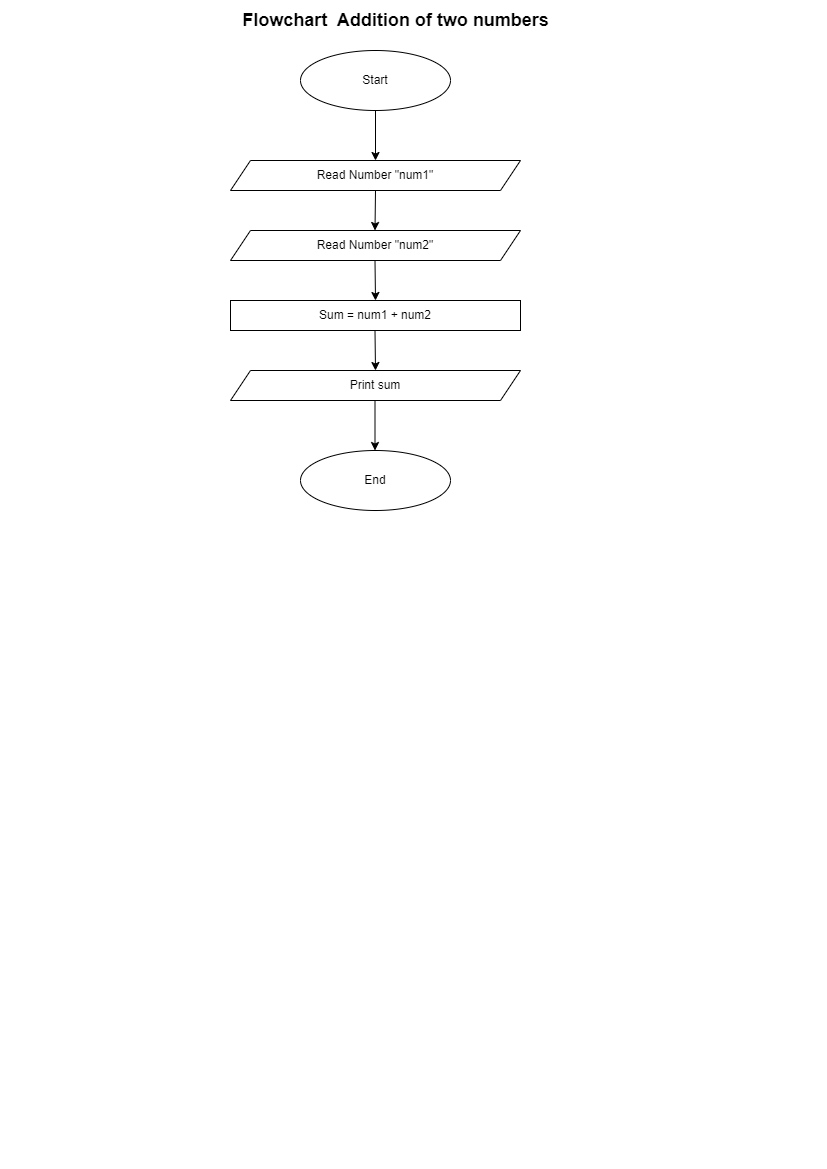 Flowchart  Addition of two numbers
Start
Read Number "num1"
Read Number "num2"
Sum = num1 + num2
Print sum
End